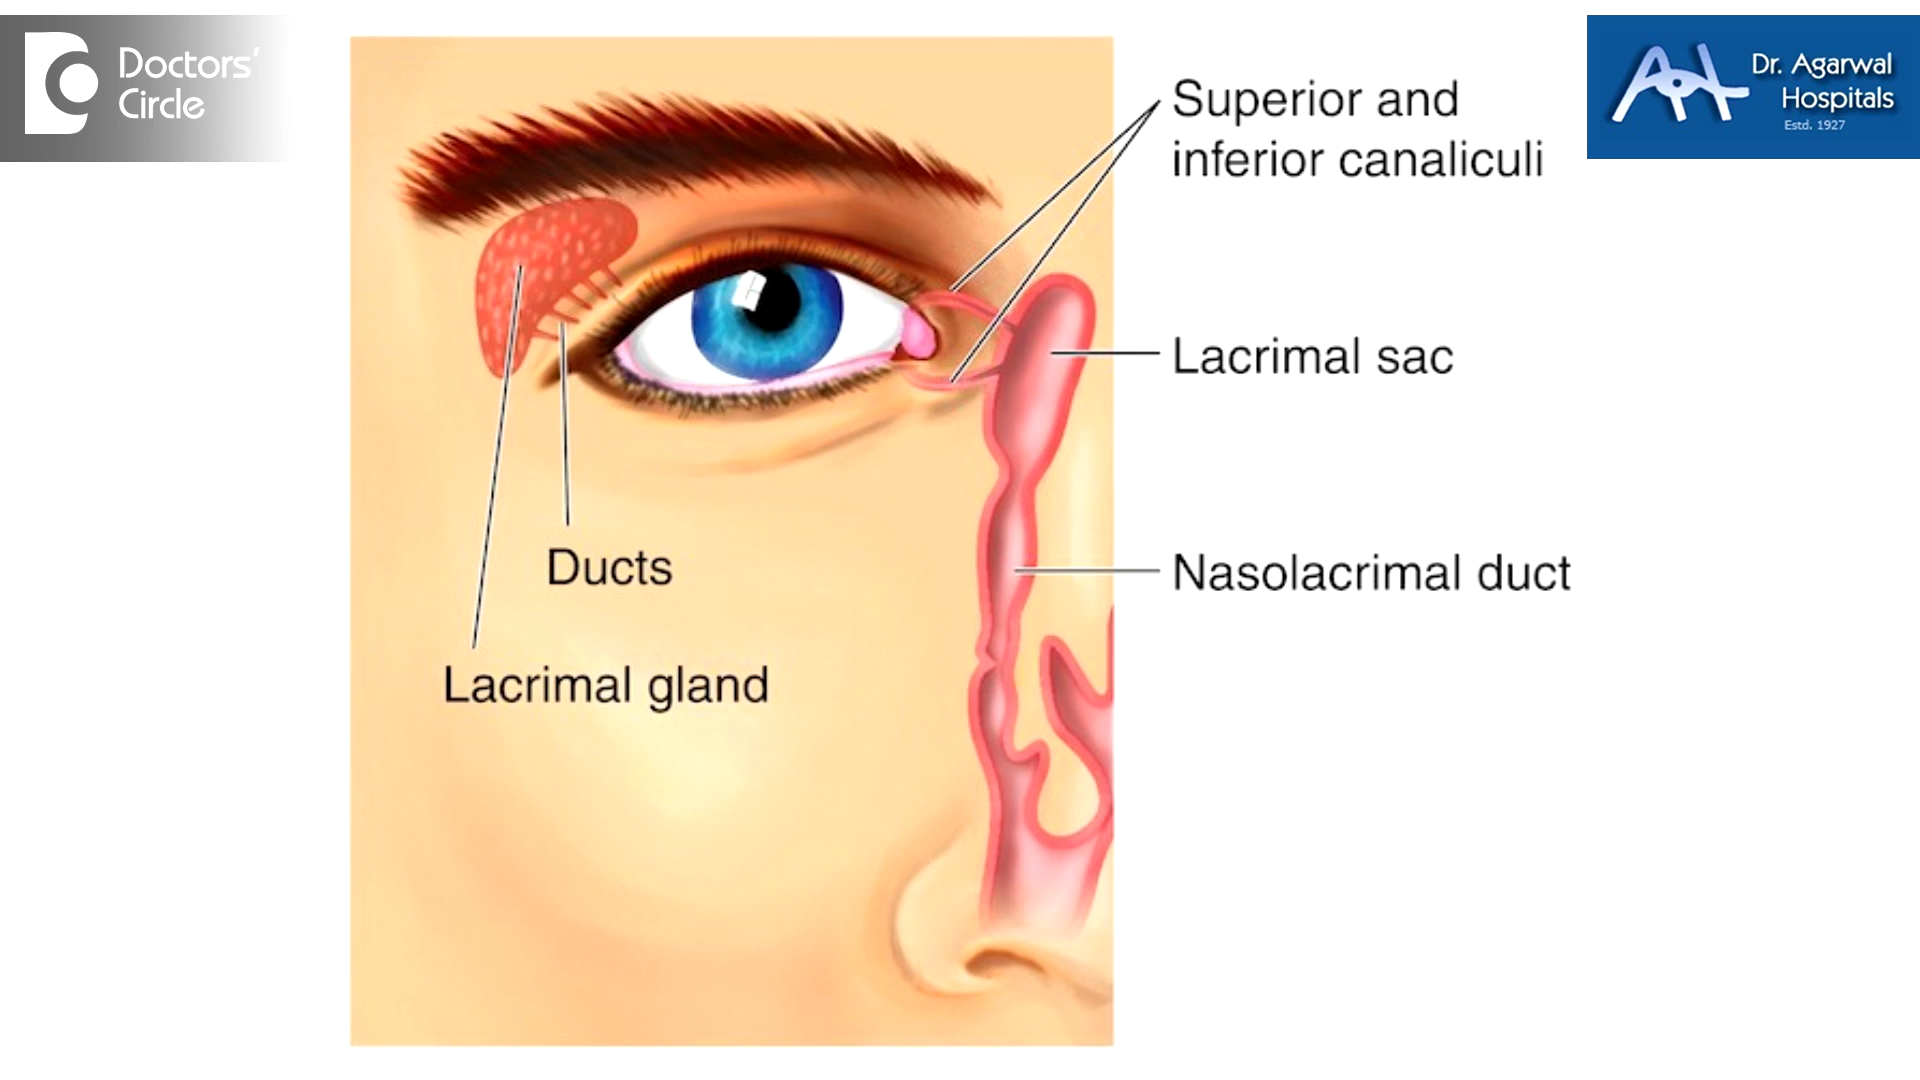 Doctors'
Circle
Superior and
inferior canaliculi
Dr. Agarwal
Hospitals
Estd. 1927
Lacrimal sac
Ducts
Nasolacrimal duct
Lacrimal gland